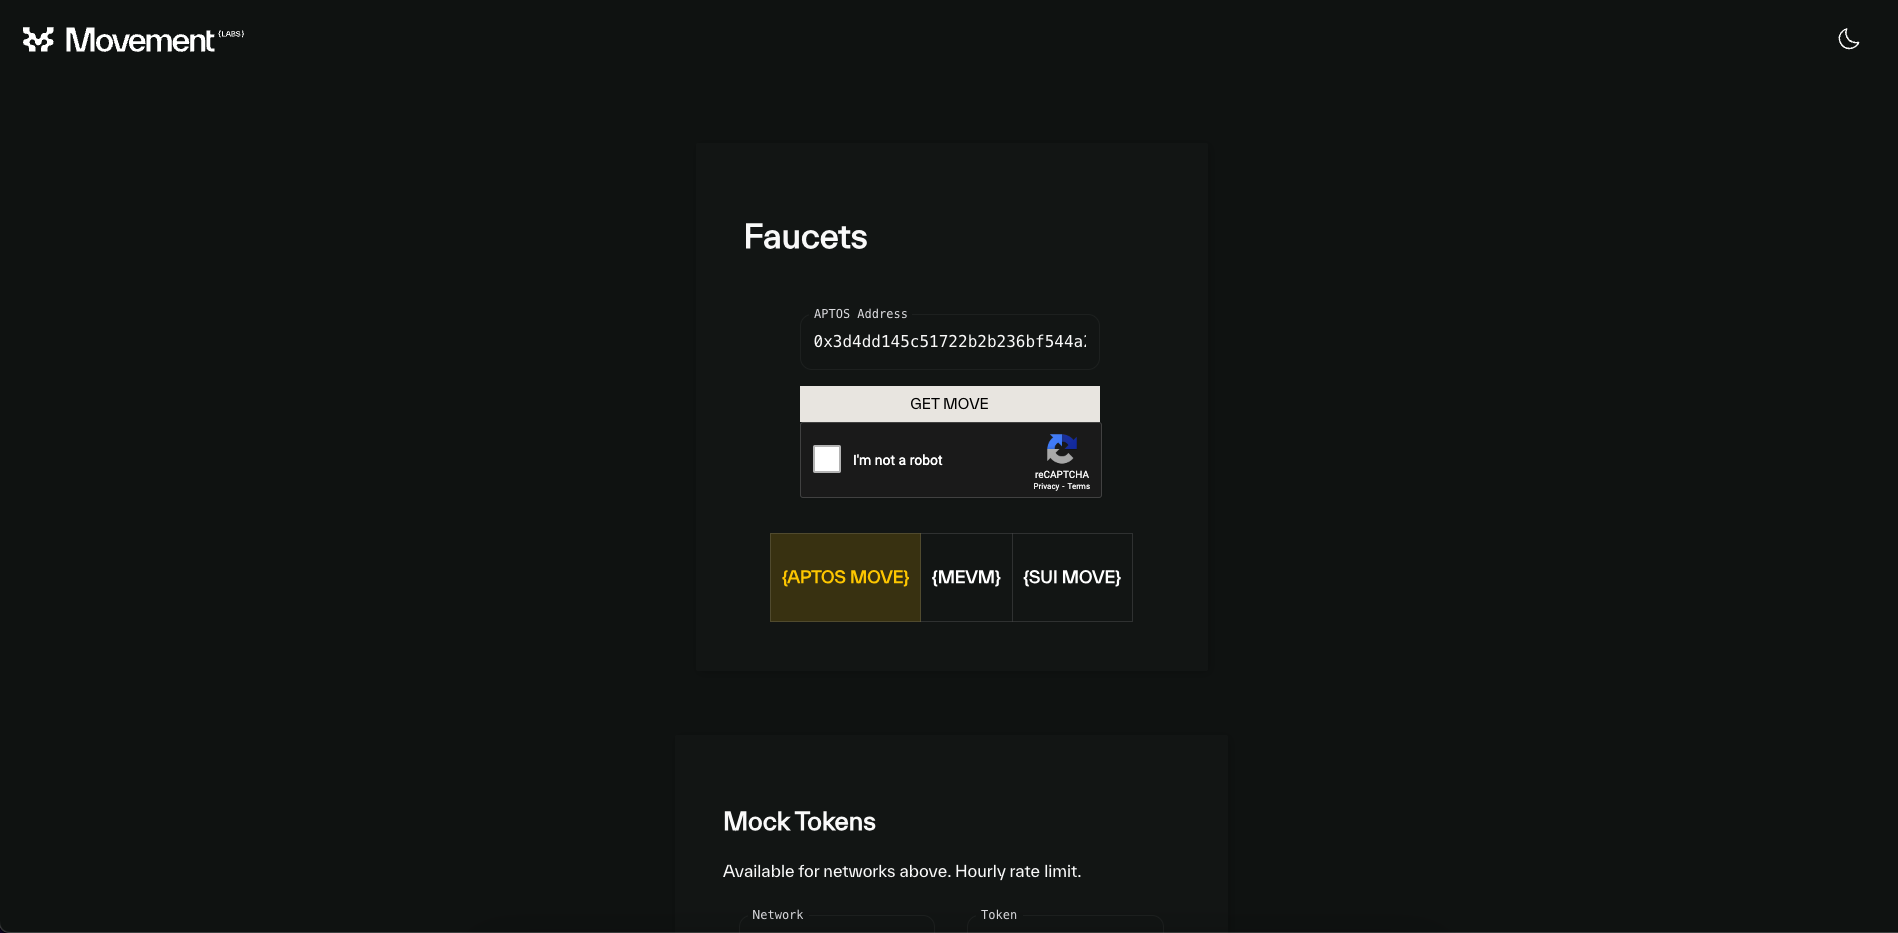 Movement {LABS}
Faucets
APTOS Address
0x3d4dd145c51722b2b236bf544a
GET MOVE
I'm not a robot
reCAPTCHA
Privacy - Terms
{APTOS MOVE} {MEVM} {SUI MOVE}
Mock Tokens
Available for networks above. Hourly rate limit.
Network Token